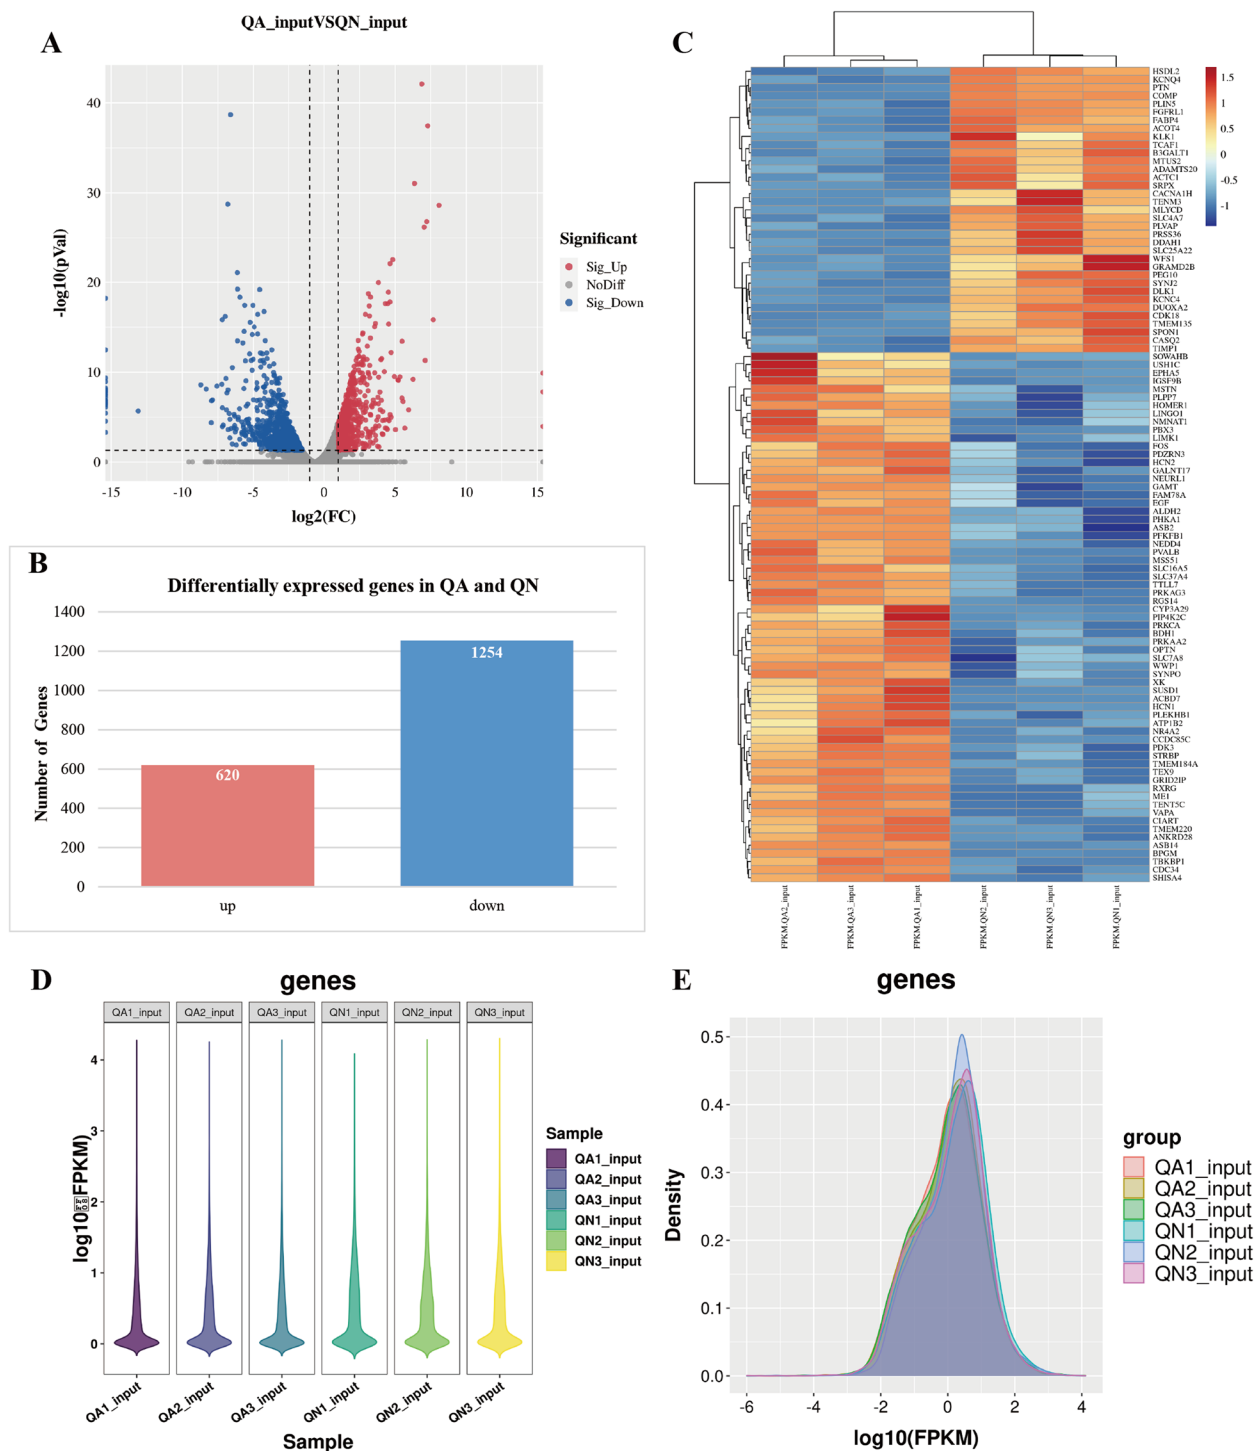 A
QA_inputVSQN_input
-log10(pVal)
40
30
20
10
0
-15
-10
-5
0
5
10
15
log2(FC)
Significant
Sig_Up
NoDiff
Sig_Down
B
Differentially expressed genes in QA and QN
Number of Genes
1400
1200
1000
800
600
400
200
0
620
1254
up
down
C
HSDL2
KCNQ4
PTN
COMP
PLIN5
FGFRL1
FABP4
ACOT4
KLK1
TCAF1
B3GALT1
MTUS2
ADAMTS20
ACTC1
SRPX
CACNA1H
TENM3
MLYCD
SLC4A7
PLVAP
PRSS36
DDAH1
SLC25A22
WFS1
GRAMD2B
PEG10
SYNJ2
DLK1
KCNC4
DUOXA2
CDK18
TMEM135
SPON1
CASQ2
TIMP1
SOWAHB
USH1C
EPHA5
IGSF9B
MSTN
PLPP7
HOMER1
LINGO1
NMNAT1
PBX3
LIMK1
FOS
PDZRN3
HCN2
GALNT17
NEURL1
GAMT
FAM78A
EGF
ALDH2
PHKA1
ASB2
PFKFB1
NEDD4
PVALB
MSS51
SLC16A5
SLC37A4
TTLL7
PRKAG3
RGS14
CYP3A29
PIP4K2C
PRKCA
BDH1
PRKAA2
OPTN
SLC7A8
WWP1
SYNPO
XK
SUSD1
ACBD7
HCN1
PLEKHB1
ATP1B2
NR4A2
CCDC85C
PDK3
STRBP
TMEM184A
TEX9
GRID2IP
RXRG
ME1
TENT5C
VAPA
CIART
TMEM220
ANKRD28
ASB14
BPGM
TBKBP1
CDC34
SHISA4
1.5
1
0.5
0
-0.5
-1
FPKM.QA2_input
FPKM.QA3_input
FPKM.QA1_input
FPKM.QN2_input
FPKM.QN3_input
FPKM.QN1_input
D
genes
QA1_input
QA2_input
QA3_input
QN1_input
QN2_input
QN3_input
4
3
2
1
0
log10 FPKM)
QA1_input
QA2_input
QA3_input
QN1_input
QN2_input
QN3_input
Sample
Sample
QA1_input
QA2_input
QA3_input
QN1_input
QN2_input
QN3_input
E
genes
Density
0.5
0.4
0.3
0.2
0.1
0.0
-6
-4
-2
0
2
4
log10(FPKM)
group
QA1_input
QA2_input
QA3_input
QN1_input
QN2_input
QN3_input